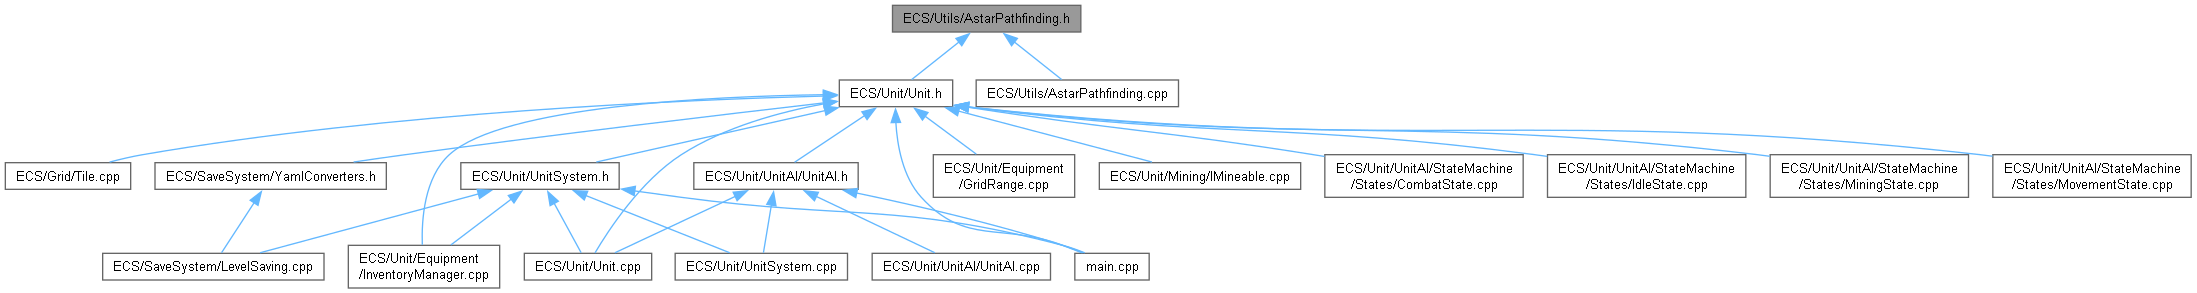 ECS/Utils/AstarPathfinding.h
ECS/Unit/Unit.h
ECS/Utils/AstarPathfinding.cpp
ECS/Grid/Tile.cpp
ECS/SaveSystem/YamlConverters.h
ECS/Unit/UnitSystem.h
ECS/Unit/UnitAI/UnitAI.h
ECS/Unit/Equipment
/GridRange.cpp
ECS/Unit/Mining/IMineable.cpp
ECS/Unit/UnitAI/StateMachine
/States/CombatState.cpp
ECS/Unit/UnitAI/StateMachine
/States/IdleState.cpp
ECS/Unit/UnitAI/StateMachine
/States/MiningState.cpp
ECS/Unit/UnitAI/StateMachine
/States/MovementState.cpp
ECS/SaveSystem/LevelSaving.cpp
ECS/Unit/Equipment
/InventoryManager.cpp
ECS/Unit/Unit.cpp
ECS/Unit/UnitSystem.cpp
ECS/Unit/UnitAI/UnitAI.cpp
main.cpp